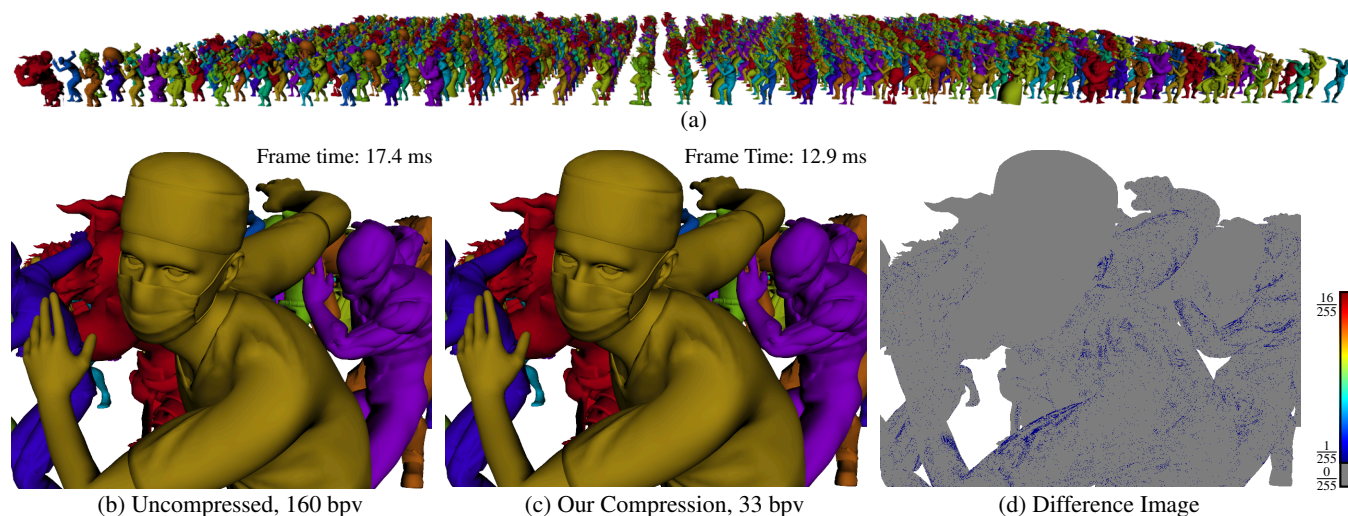 (a)
Frame time: 17.4 ms
Frame Time: 12.9 ms
16
255
1
255
0
255
(b) Uncompressed, 160 bpv
(c) Our Compression, 33 bpv
(d) Difference Image